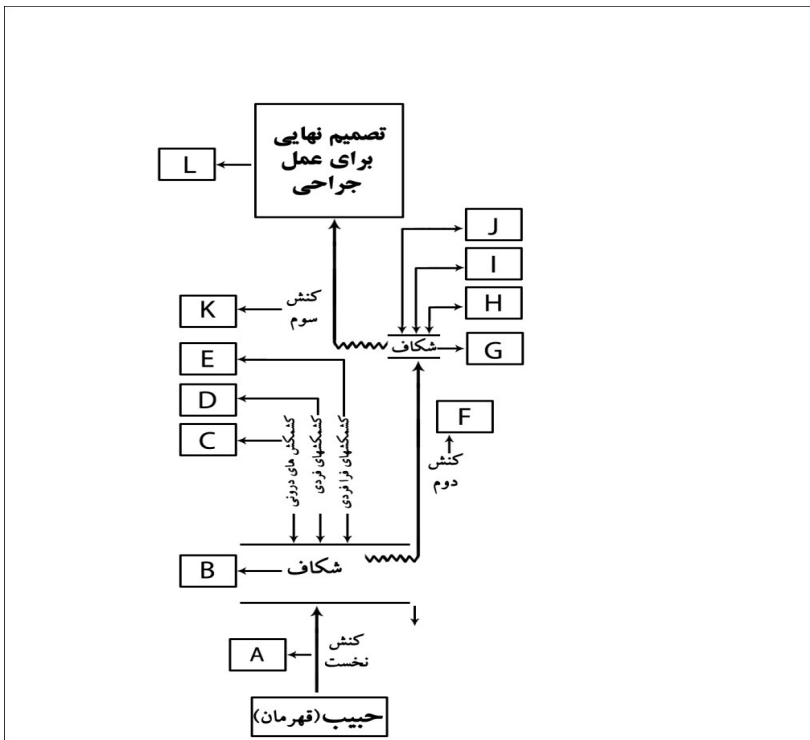 تصمیم نهایی
برای عمل
جراحی
L
J
I
H
کنش
سوم
K
شکاف
G
E
D
C
F
کشمکش های درونی
کشمکشهای فردی
کشمکشهای فرا فردی
کنش
دوم
شکاف
B
کنش
نخست
A
حبیب(قهرمان)